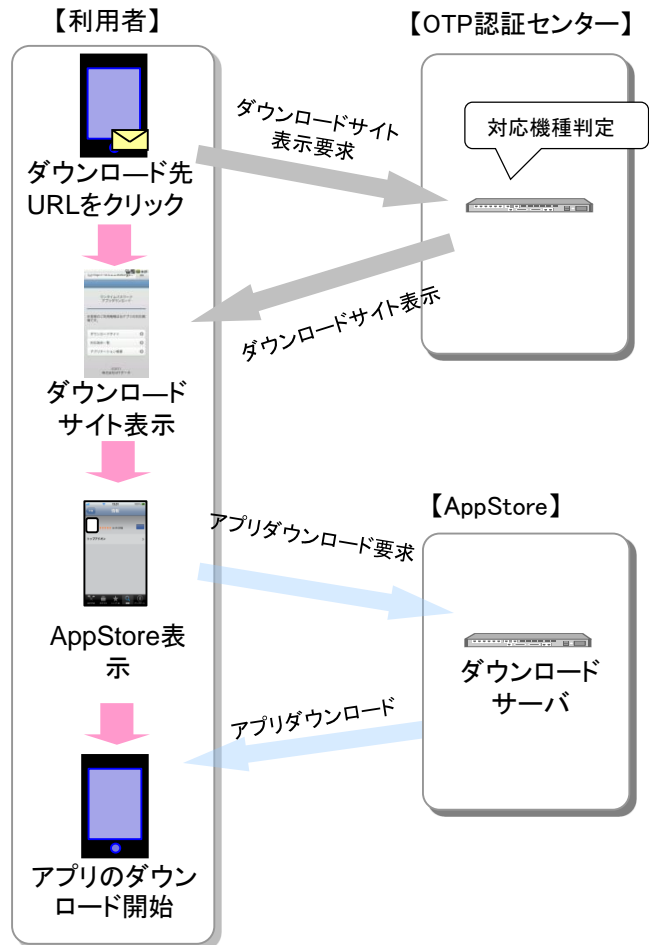 【利用者】
【OTP認証センター】
対応機種判定
ダウンロードサイト
表示要求
ダウンロ―ド先
URLをクリック
ダウンロードサイト表示
ダウンロ―ド
サイト表示
【AppStore】
アプリダウンロード要求
AppStore表
示
ダウンロード
サーバ
アプリダウンロード
アプリのダウン
ロード開始